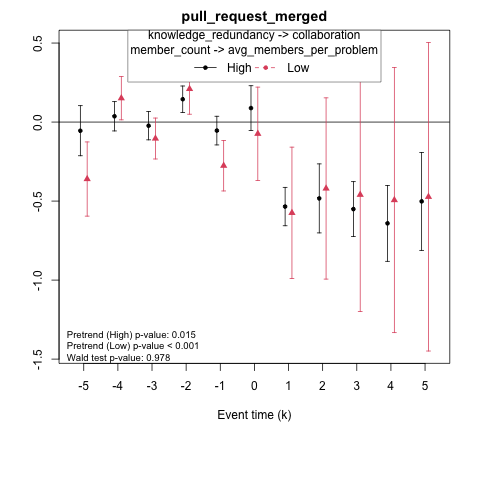 pull_request_merged
knowledge_redundancy -> collaboration
member_count -> avg_members_per_problem
High Low
0.5
0.0
-0.5
-1.0
-1.5
Pretrend (High) p-value: 0.015
Pretrend (Low) p-value < 0.001
Wald test p-value: 0.978
-5 -4 -3 -2 -1 0 1 2 3 4 5
Event time (k)